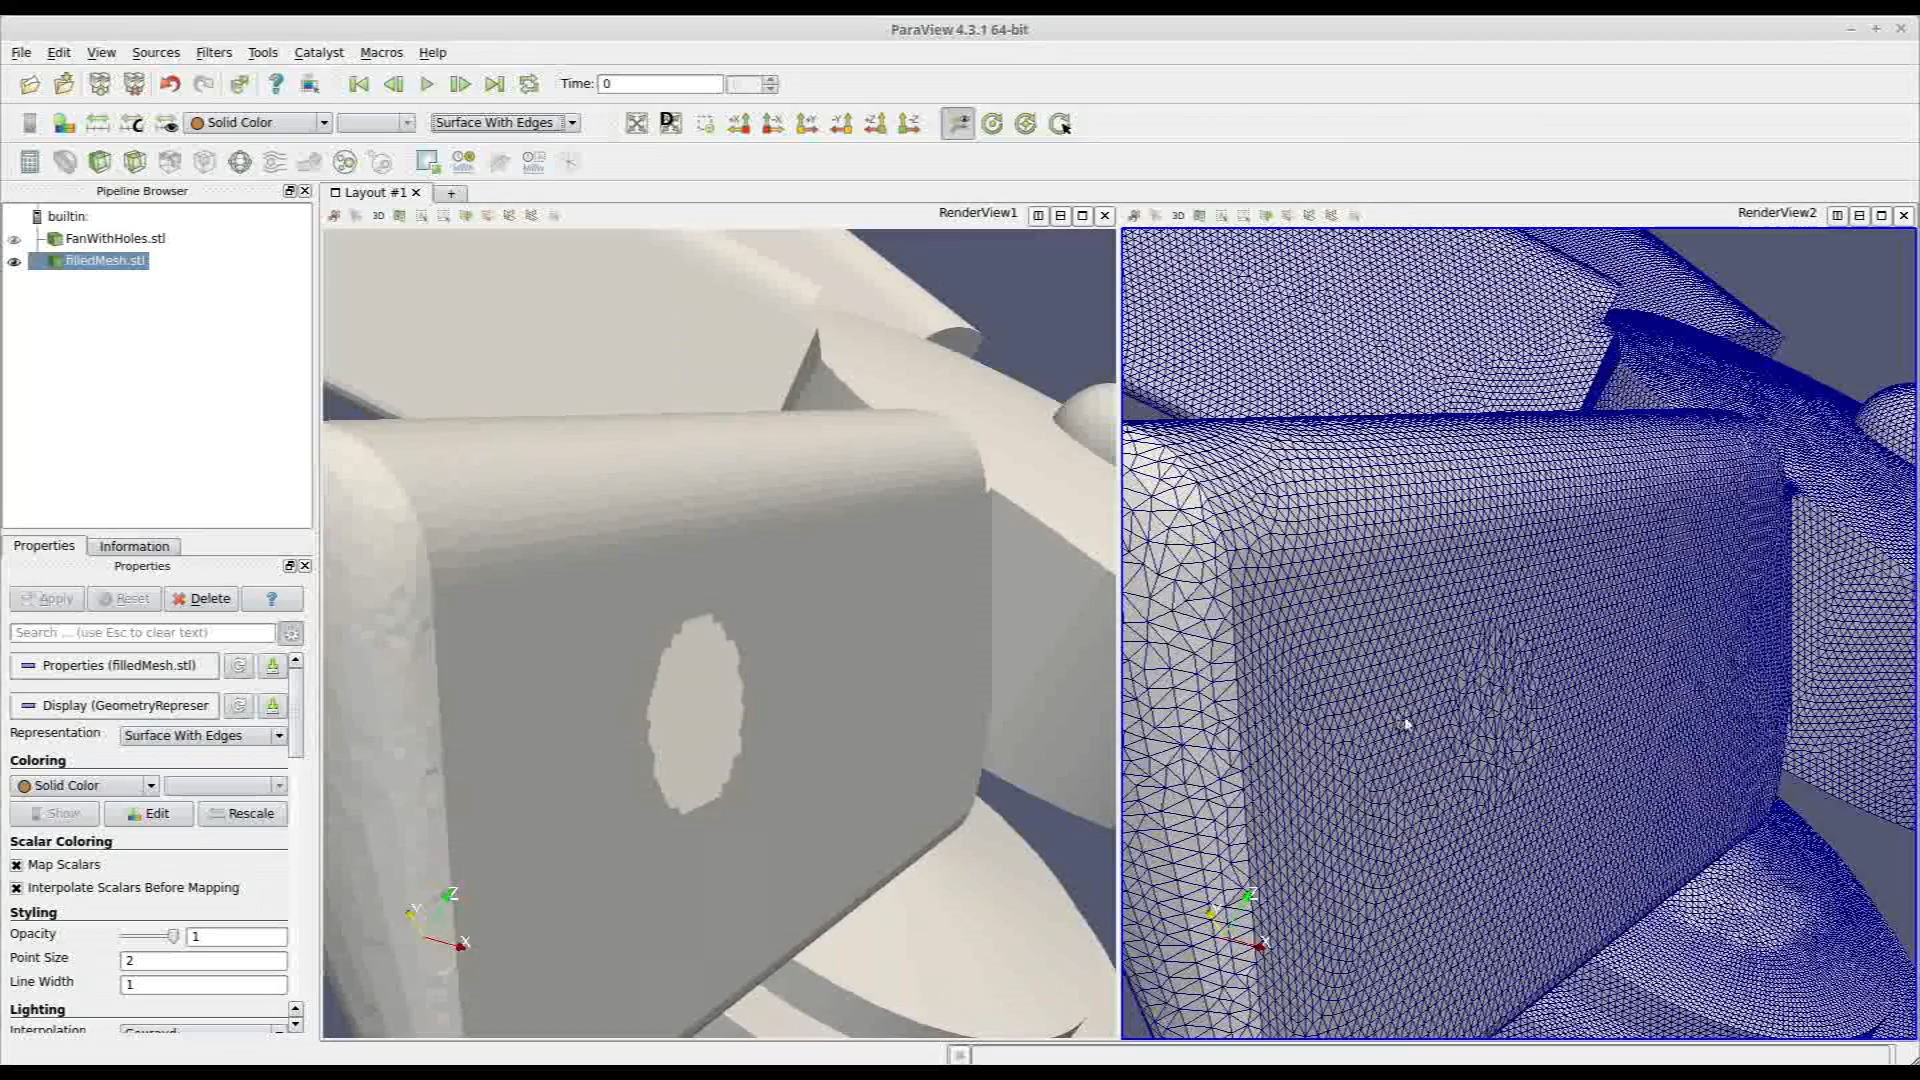 ParaView 4.3.1 64-bit
File Edit View Sources Filters Tools Catalyst Macros Help
Time: 0
Solid Color Surface With Edges
Pipeline Browser
builtin:
FanWithHoles.stl
filledMesh.stl
Layout #1
3D RenderView1
3D RenderView2
Properties Information
Properties
Apply Reset Delete ?
Search ... (use Esc to clear text)
Properties (filledMesh.stl)
Display (GeometryRepreser
Representation Surface With Edges
Coloring
Solid Color
Show Edit Rescale
Scalar Coloring
Map Scalars
Interpolate Scalars Before Mapping
Styling
Opacity 1
Point Size 2
Line Width 1
Lighting
Interpolation Gouraud
Z
Y
X
Z
X